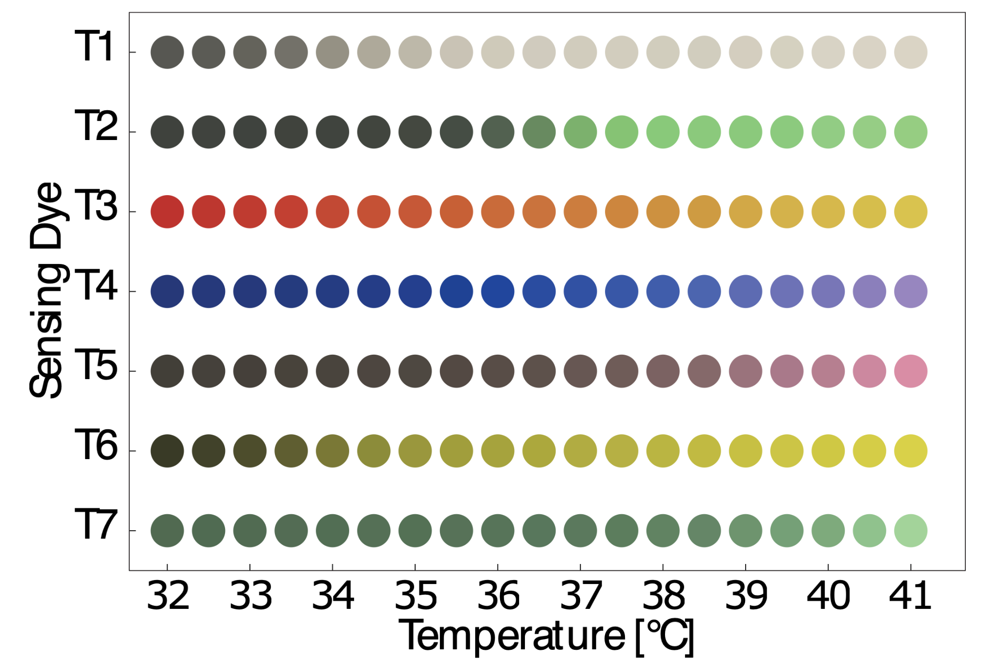 T1
T2
T3
T4
T5
T6
T7
Sensing Dye
32 33 34 35 36 37 38 39 40 41
Temperature [°C]